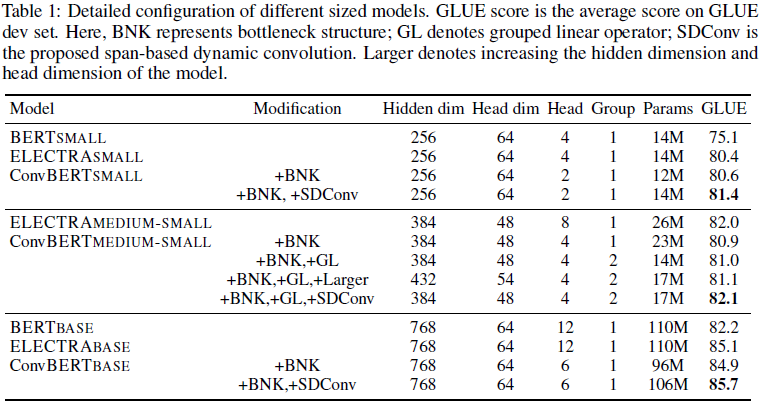 Table 1: Detailed configuration of different sized models. GLUE score is the average score on GLUE
dev set. Here, BNK represents bottleneck structure; GL denotes grouped linear operator; SDConv is
the proposed span-based dynamic convolution. Larger denotes increasing the hidden dimension and
head dimension of the model.
Model Modification Hidden dim Head dim Head Group Params GLUE
BERTSMALL 256 64 4 1 14M 75.1
ELECTRASMALL 256 64 4 1 14M 80.4
ConvBERTSMALL +BNK 256 64 2 1 12M 80.6
+BNK, +SDConv 256 64 2 1 14M 81.4
ELECTRAMEDIUM-SMALL 384 48 8 1 26M 82.0
ConvBERTMEDIUM-SMALL +BNK 384 48 4 1 23M 80.9
+BNK,+GL 384 48 4 2 14M 81.0
+BNK,+GL,+Larger 432 54 4 2 17M 81.1
+BNK,+GL,+SDConv 384 48 4 2 17M 82.1
BERTBASE 768 64 12 1 110M 82.2
ELECTRABASE 768 64 12 1 110M 85.1
ConvBERTBASE +BNK 768 64 6 1 96M 84.9
+BNK,+SDConv 768 64 6 1 106M 85.7